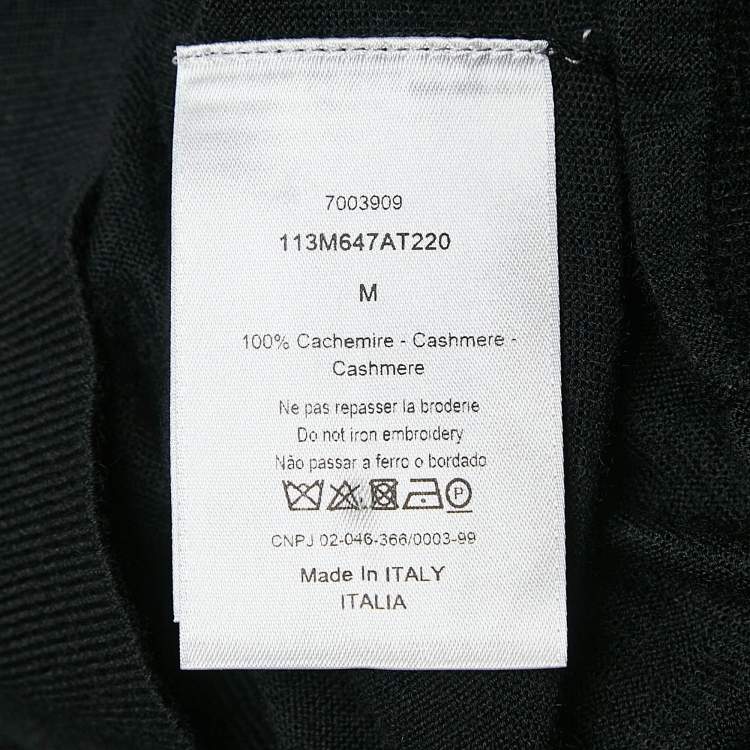 7003909
113M647AT220
M
100% Cachemire - Cashmere -
Cashmere
Ne pas repasser la broderie
Do not iron embroidery
Não passar a ferro o bordado
P
CNPJ 02-046-366/0003-99
Made In ITALY
ITALIA